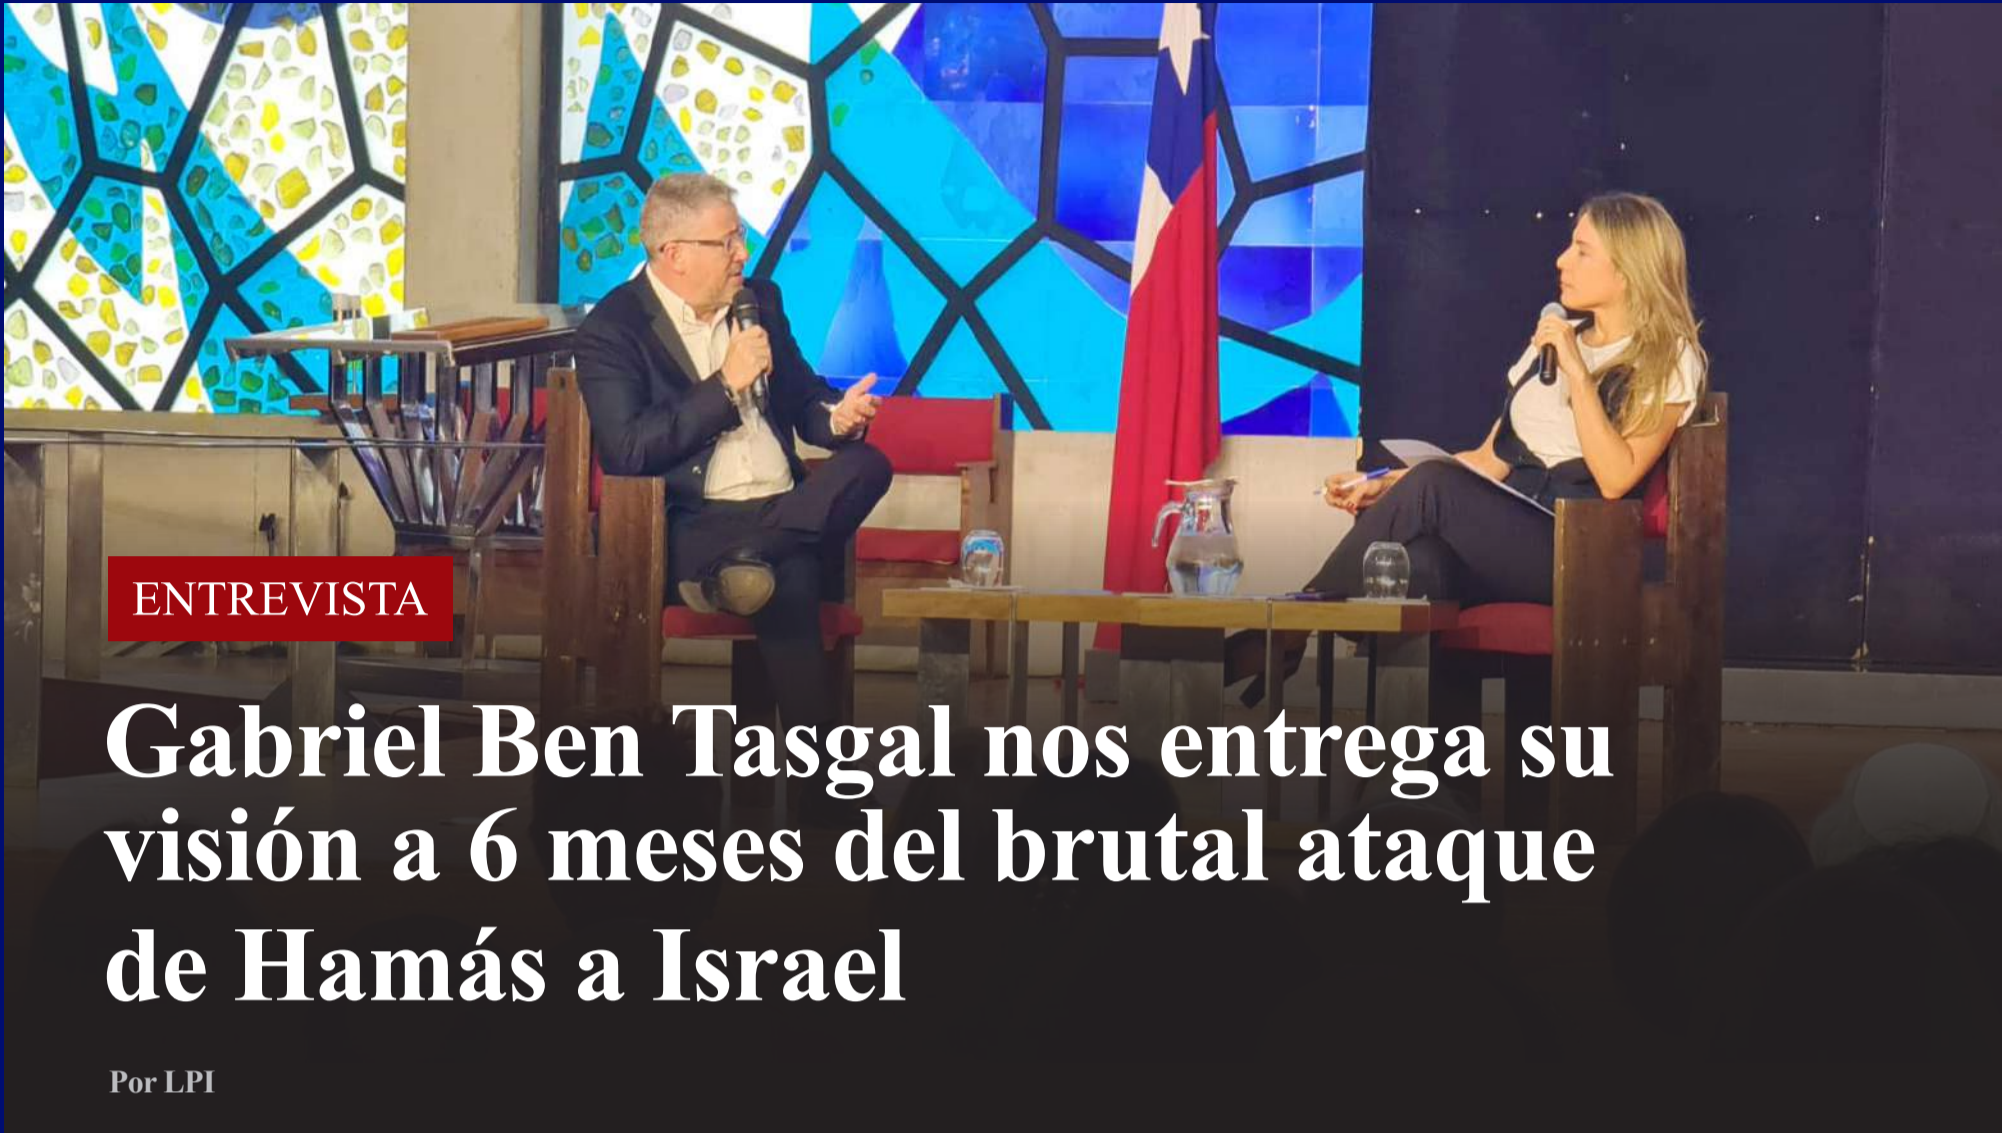 ENTREVISTA
Gabriel Ben Tasgal nos entrega su
visión a 6 meses del brutal ataque
de Hamás a Israel
Por LPI